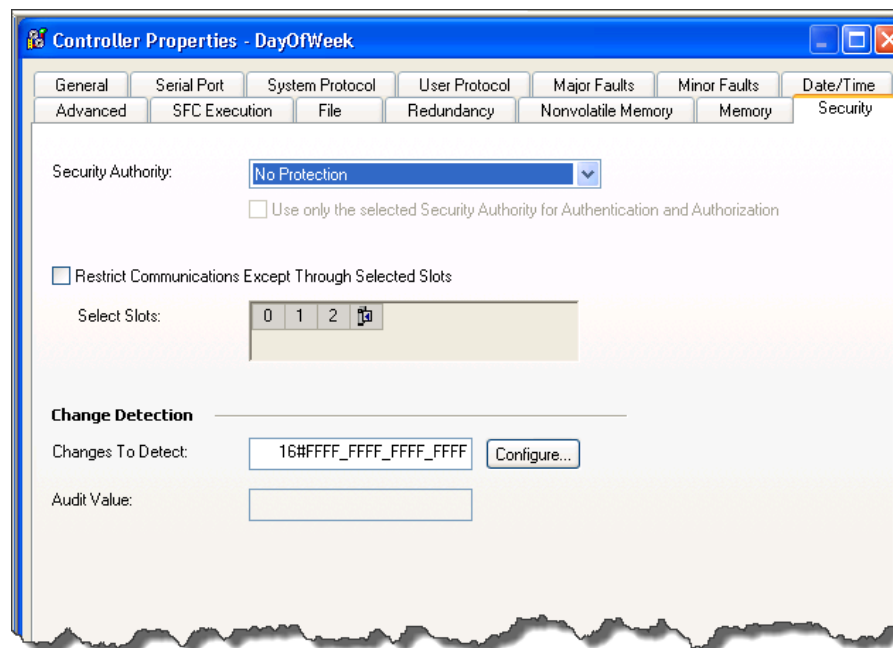 Controller Properties - DayOfWeek
General Serial Port System Protocol User Protocol Major Faults Minor Faults Date/Time
Advanced SFC Execution File Redundancy Nonvolatile Memory Memory Security
Security Authority: No Protection
Use only the selected Security Authority for Authentication and Authorization
Restrict Communications Except Through Selected Slots
Select Slots: 0 1 2
Change Detection
Changes To Detect: 16#FFFF_FFFF_FFFF_FFFF Configure...
Audit Value: